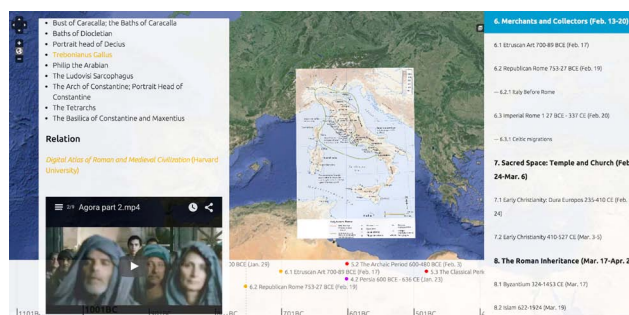 Bust of Caracalla; the Baths of Caracalla
Baths of Diocletian
Portrait head of Decius
Trebonianus Gallus
Philip the Arabian
The Ludovisi Sarcophagus
The Arch of Constantine; Portrait Head of
Constantine
The Tetrarchs
The Basilica of Constantine and Maxentius
Relation
Digital Atlas of Roman and Medieval Civilization (Harvard
University)
Agora part 2.mp4
00 BCE (Jan. 29)
5.2 The Archaic Period 600-480 BCE (Feb. 3)
6.1 Etruscan Art 700-89 BCE (Feb. 17)
5.3 The Classical Peri
4.2 Persia 600 BCE - 636 CE (Jan. 23)
6.2 Republican Rome 753-27 BCE (Feb. 19)
1101B
1001BC
BC
701BC
601BC
501BC
6. Merchants and Collectors (Feb. 13-20)
6.1 Etruscan Art 700-89 BCE (Feb. 17)
6.2 Republican Rome 753-27 BCE (Feb. 19)
-- 6.2.1 Italy Before Rome
6.3 Imperial Rome 1 27 BCE - 337 CE (Feb. 20)
-- 6.3.1 Celtic migrations
7. Sacred Space: Temple and Church (Feb
24-Mar. 6)
7.1 Early Christianity: Dura Europos 235-410 CE (Feb.
24)
7.2 Early Christianity 410-527 CE (Mar. 3-5)
8. The Roman Inheritance (Mar. 17-Apr. 2
8.1 Byzantium 324-1453 CE (Mar. 17)
8.2 Islam 622-1924 (Mar. 19)